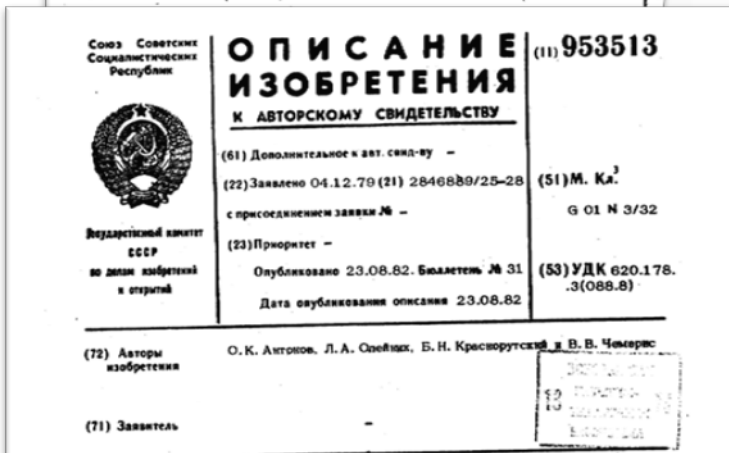 Союз Советских
Социалистических
Республик
Государственный комитет
СССР
по делам изобретений
и открытий
ОПИСАНИЕ
ИЗОБРЕТЕНИЯ
К АВТОРСКОМУ СВИДЕТЕЛЬСТВУ
(11) 953513
(61) Дополнительное к авт. свид-ву –
(22) Заявлено 04.12.79 (21) 2846889/25-28
с присоединением заявки № –
(23) Приоритет –
Опубликовано 23.08.82. Бюллетень № 31
Дата опубликования описания 23.08.82
(51) М. Кл.³
G 01 N 3/32
(53) УДК 620.178.
.3(088.8)
(72) Авторы
изобретения
О. К. Антонов, Л. А. Олейник, Б. Н. Краснорутский и В. В. Чемерис
(71) Заявитель
–